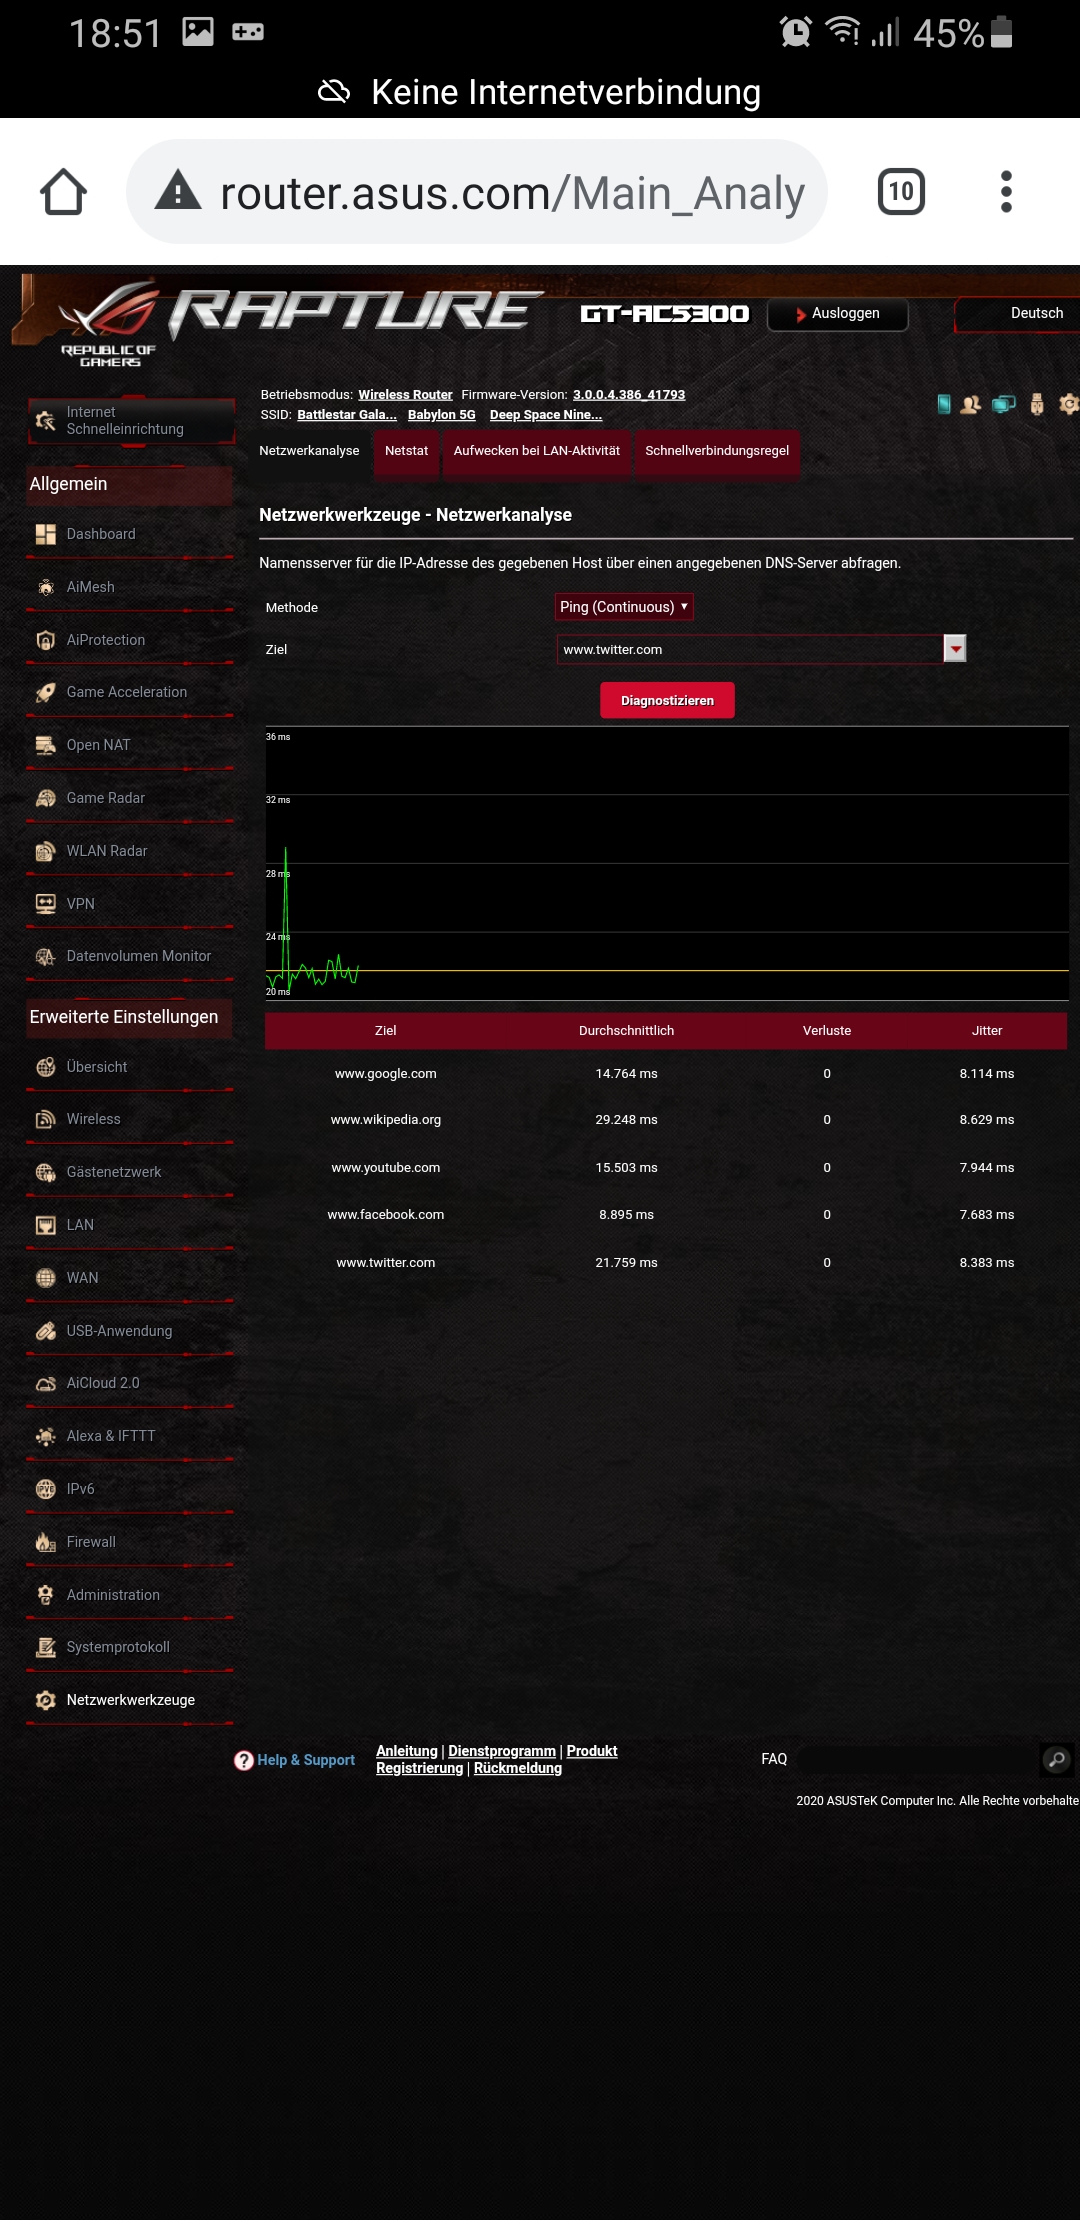 18:51
45%
Keine Internetverbindung
router.asus.com/Main_Analy
10
RAPTURE
REPUBLIC OF
GAMERS
GT-AC5300
Ausloggen
Deutsch
Internet
Schnelleinrichtung
Betriebsmodus: Wireless Router Firmware-Version: 3.0.0.4.386_41793
SSID: Battlestar Gala... Babylon 5G Deep Space Nine...
Netzwerkanalyse
Netstat
Aufwecken bei LAN-Aktivität
Schnellverbindungsregel
Allgemein
Dashboard
AiMesh
AiProtection
Game Acceleration
Open NAT
Game Radar
WLAN Radar
VPN
Datenvolumen Monitor
Erweiterte Einstellungen
Übersicht
Wireless
Gästenetzwerk
LAN
WAN
USB-Anwendung
AiCloud 2.0
Alexa & IFTTT
IPv6
Firewall
Administration
Systemprotokoll
Netzwerkwerkzeuge
Netzwerkwerkzeuge - Netzwerkanalyse
Namensserver für die IP-Adresse des gegebenen Host über einen angegebenen DNS-Server abfragen.
Methode
Ping (Continuous)
Ziel
www.twitter.com
Diagnostizieren
36 ms
32 ms
28 ms
24 ms
20 ms
Ziel Durchschnittlich Verluste Jitter
www.google.com 14.764 ms 0 8.114 ms
www.wikipedia.org 29.248 ms 0 8.629 ms
www.youtube.com 15.503 ms 0 7.944 ms
www.facebook.com 8.895 ms 0 7.683 ms
www.twitter.com 21.759 ms 0 8.383 ms
Help & Support
Anleitung | Dienstprogramm | Produkt
Registrierung | Rückmeldung
FAQ
2020 ASUSTeK Computer Inc. Alle Rechte vorbehalte